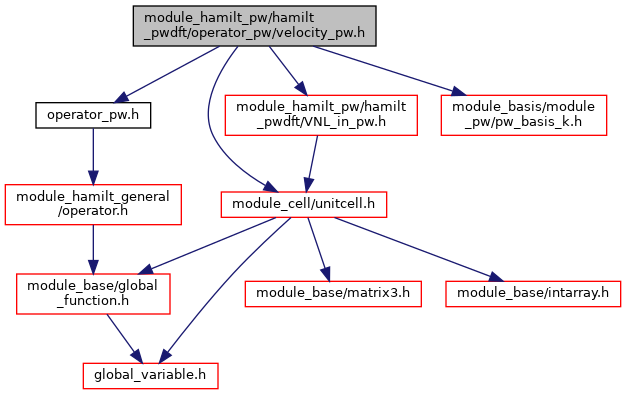 module_hamilt_pw/hamilt
_pwdft/operator_pw/velocity_pw.h
operator_pw.h
module_hamilt_pw/hamilt
_pwdft/VNL_in_pw.h
module_basis/module
_pw/pw_basis_k.h
module_hamilt_general
/operator.h
module_cell/unitcell.h
module_base/global
_function.h
module_base/matrix3.h
module_base/intarray.h
global_variable.h